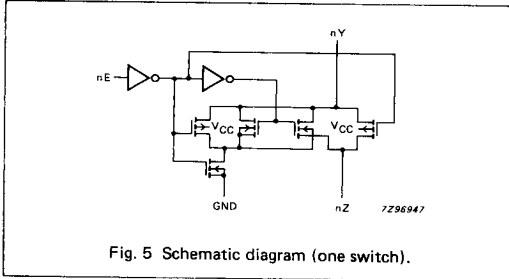 nY
nE
VCC
VCC
GND
nZ
7Z96947
Fig. 5 Schematic diagram (one switch).